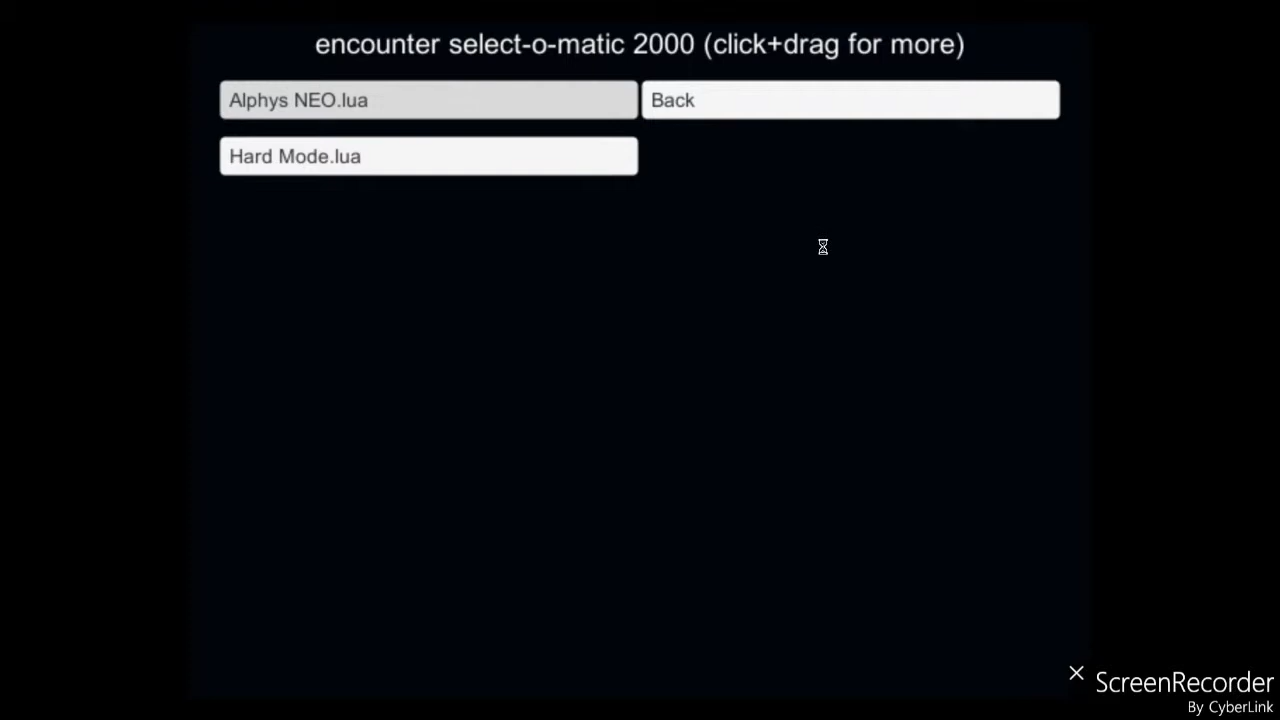 encounter select-o-matic 2000 (click+drag for more)
Alphys NEO.lua
Back
Hard Mode.lua
ScreenRecorder
By CyberLink